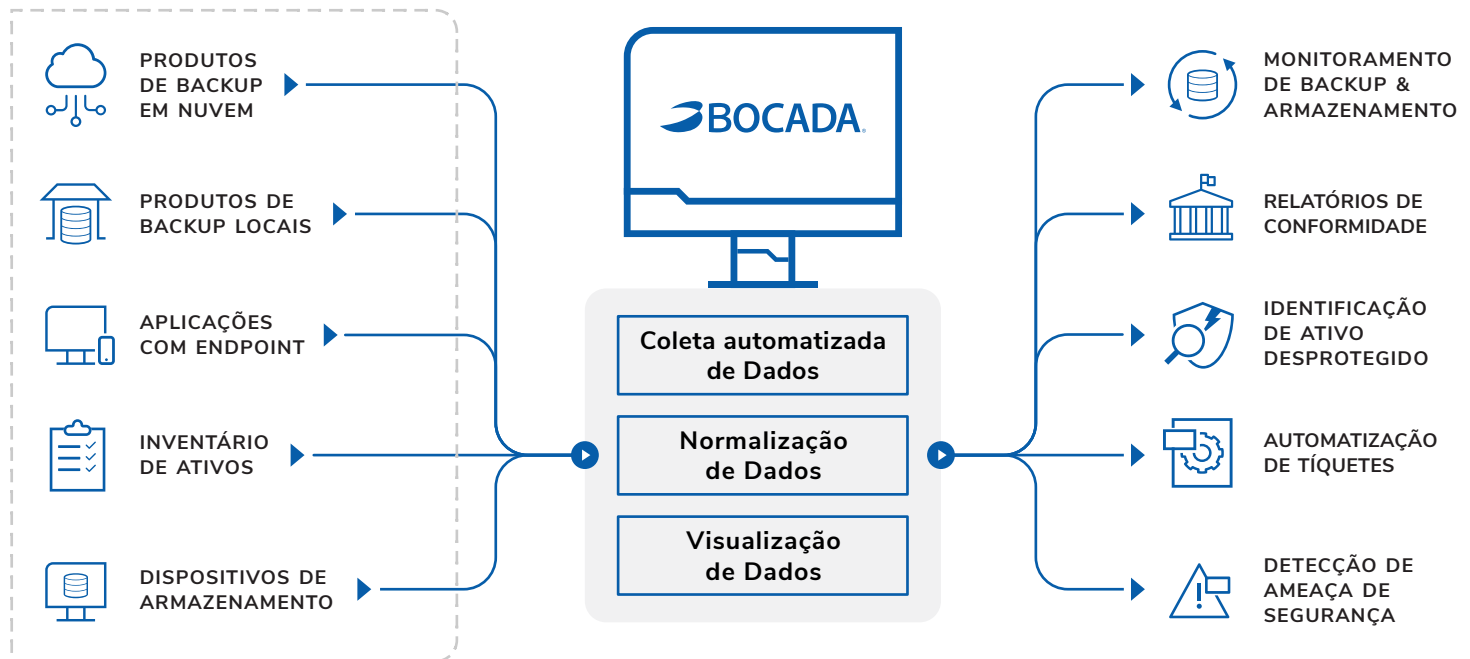 PRODUTOS
DE BACKUP
EM NUVEM
PRODUTOS DE
BACKUP LOCAIS
APLICAÇÕES
COM ENDPOINT
INVENTÁRIO
DE ATIVOS
DISPOSITIVOS DE
ARMAZENAMENTO
BOCADA®
Coleta automatizada
de Dados
Normalização
de Dados
Visualização
de Dados
MONITORAMENTO
DE BACKUP &
ARMAZENAMENTO
RELATÓRIOS DE
CONFORMIDADE
IDENTIFICAÇÃO
DE ATIVO
DESPROTEGIDO
AUTOMATIZAÇÃO
DE TÍQUETES
DETECÇÃO DE
AMEAÇA DE
SEGURANÇA